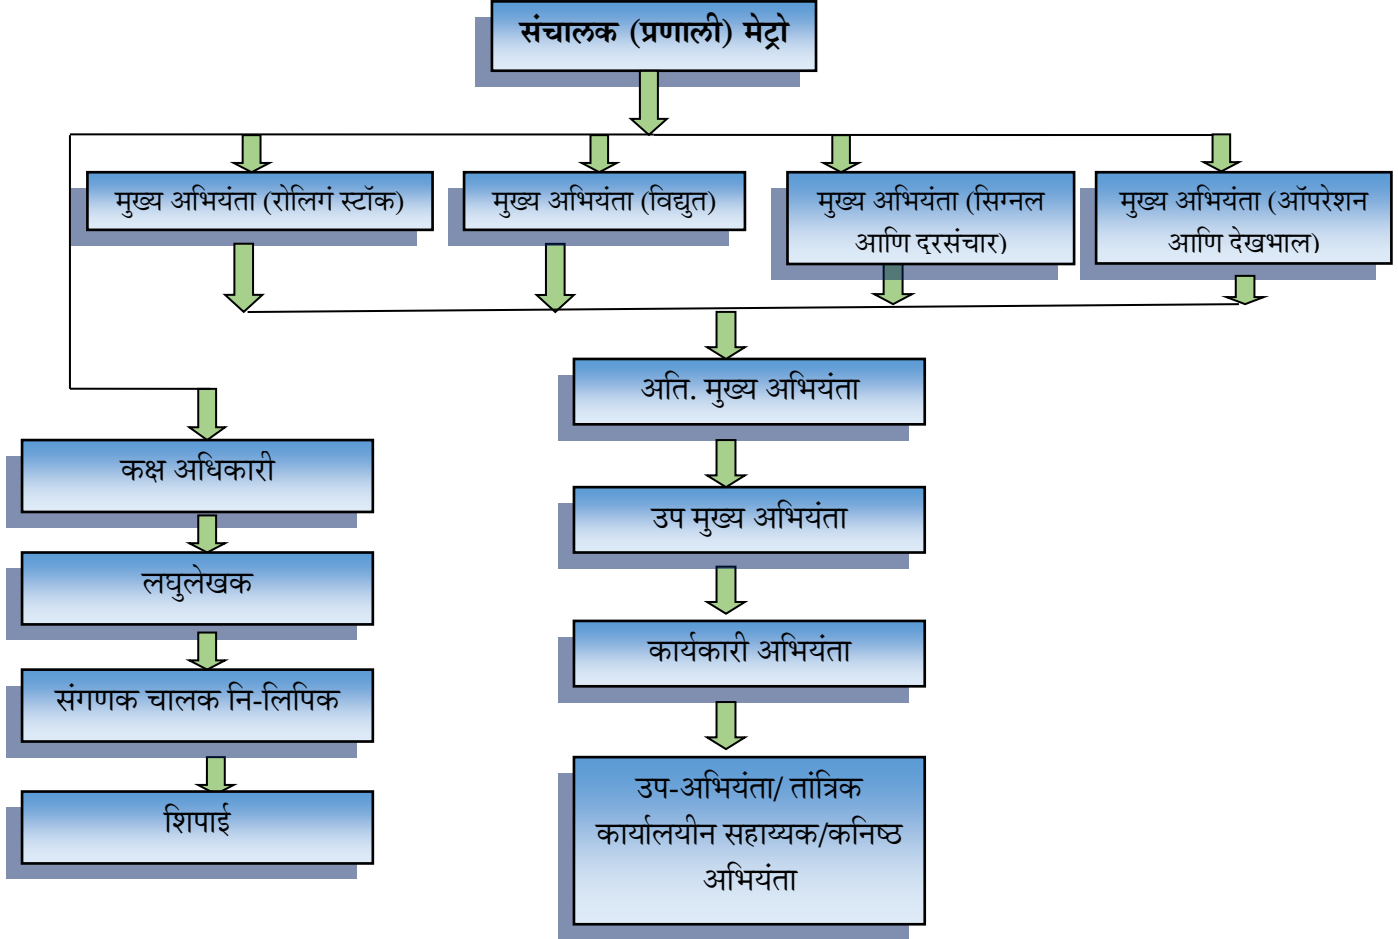 संचालक (प्रणाली) मेट्रो
मुख्य अभियंता (रोलिगं स्टॉक)
मुख्य अभियंता (विद्युत)
मुख्य अभियंता (सिग्नल
आणि दूरसंचार)
मुख्य अभियंता (ऑपरेशन
आणि देखभाल)
अति. मुख्य अभियंता
कक्ष अधिकारी
उप मुख्य अभियंता
लघुलेखक
कार्यकारी अभियंता
संगणक चालक नि-लिपिक
उप-अभियंता/ तांत्रिक
कार्यालयीन सहाय्यक/कनिष्ठ
अभियंता
शिपाई